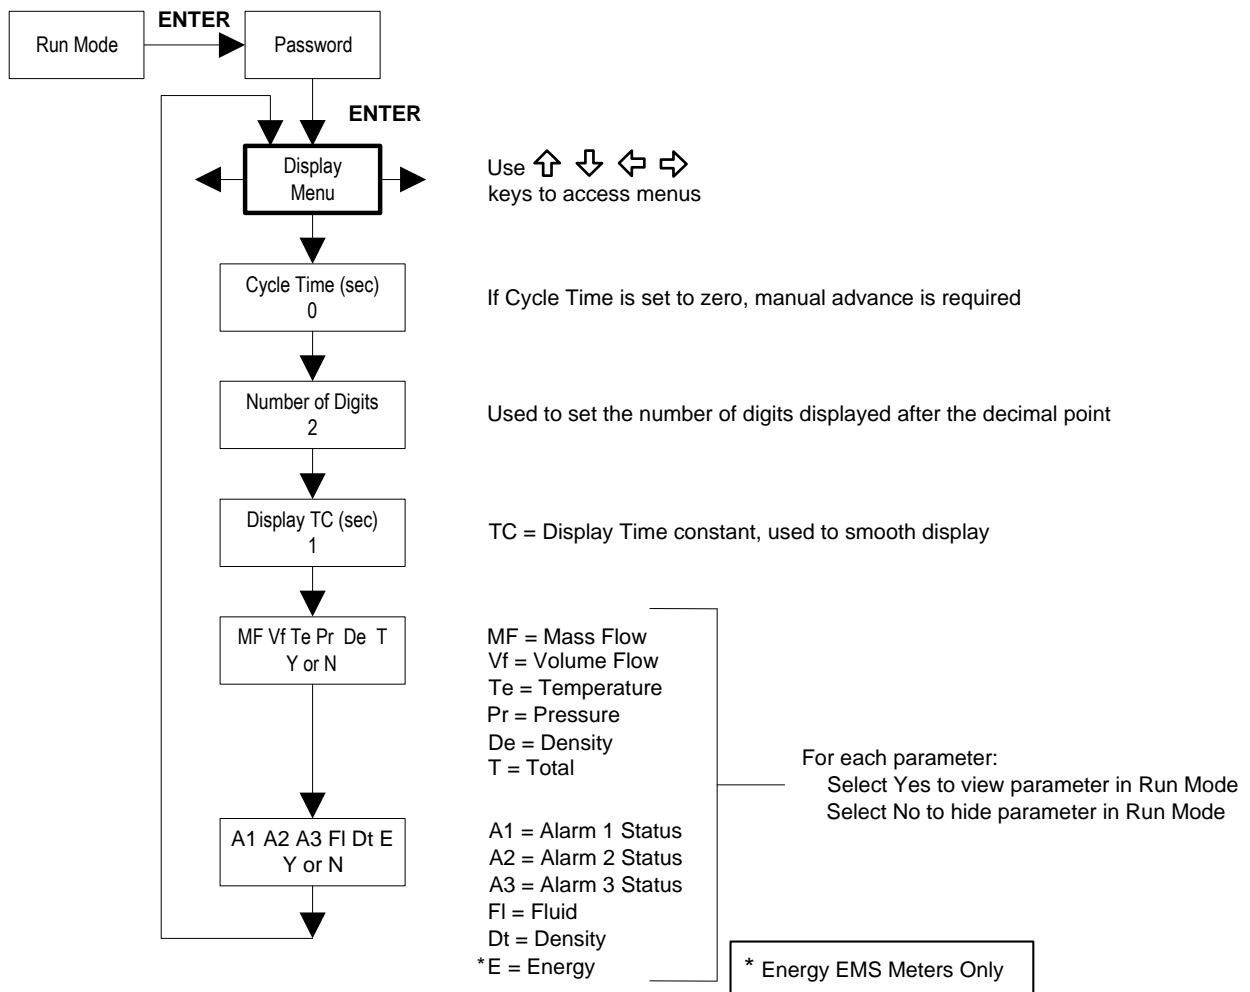 ENTER
Run Mode
Password
ENTER
Display
Menu
Use
keys to access menus
Cycle Time (sec)
0
If Cycle Time is set to zero, manual advance is required
Number of Digits
2
Used to set the number of digits displayed after the decimal point
Display TC (sec)
1
TC = Display Time constant, used to smooth display
MF Vf Te Pr De T
Y or N
MF = Mass Flow
Vf = Volume Flow
Te = Temperature
Pr = Pressure
De = Density
T = Total
For each parameter:
Select Yes to view parameter in Run Mode
Select No to hide parameter in Run Mode
A1 A2 A3 Fl Dt E
Y or N
A1 = Alarm 1 Status
A2 = Alarm 2 Status
A3 = Alarm 3 Status
Fl = Fluid
Dt = Density
*E = Energy
* Energy EMS Meters Only